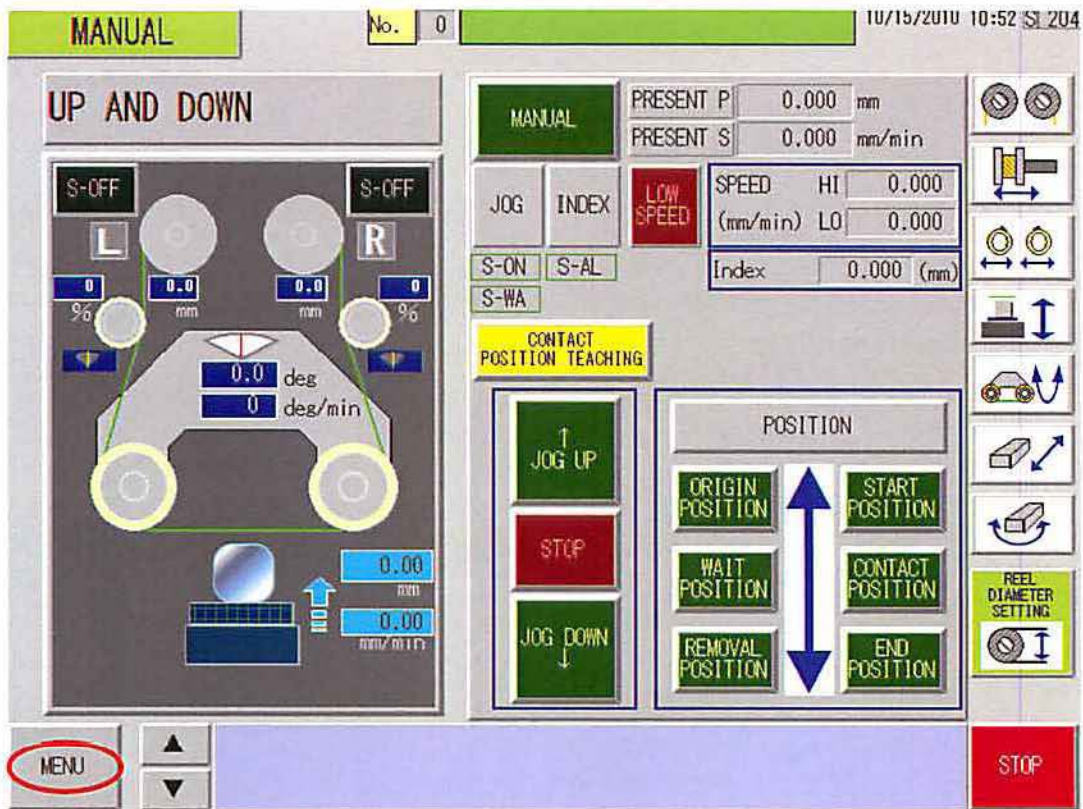 MANUAL
No. 0
10/15/2010 10:52 SI 204
UP AND DOWN
S-OFF
S-OFF
L
R
0
%
0.0
mm
0.0
mm
0
%
0.0 deg
0 deg/min
0.00
mm
0.00
mm/min
MANUAL
PRESENT P 0.000 mm
PRESENT S 0.000 mm/min
JOG
INDEX
LOW
SPEED
SPEED HI 0.000
(mm/min) LO 0.000
Index 0.000 (mm)
S-ON
S-AL
S-WA
CONTACT
POSITION TEACHING
↑
JOG UP
STOP
JOG DOWN
↓
POSITION
ORIGIN
POSITION
START
POSITION
WAIT
POSITION
CONTACT
POSITION
REMOVAL
POSITION
END
POSITION
REEL
DIAMETER
SETTING
MENU
▲
▼
STOP